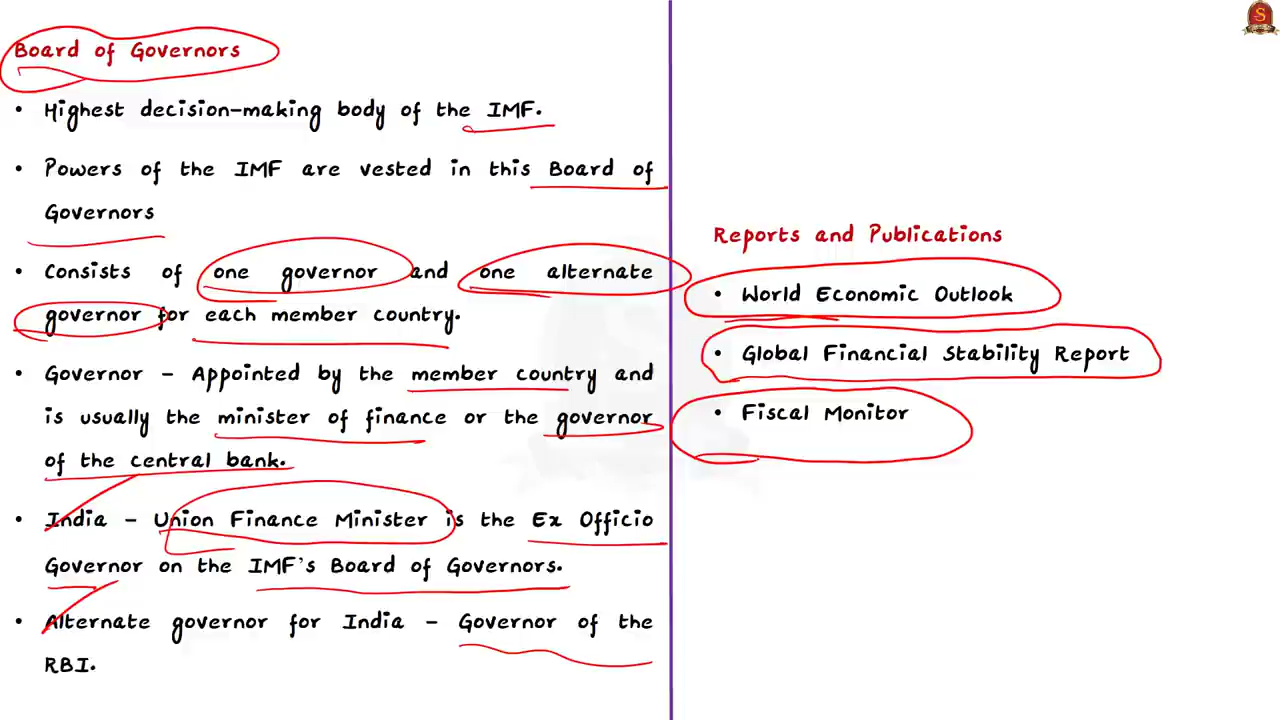 Board of Governors
• Highest decision-making body of the IMF.
• Powers of the IMF are vested in this Board of
Governors
• Consists of one governor and one alternate
governor for each member country.
• Governor - Appointed by the member country and
is usually the minister of finance or the governor
of the central bank.
• India - Union Finance Minister is the Ex Officio
Governor on the IMF's Board of Governors.
• Alternate governor for India - Governor of the
RBI.
Reports and Publications
• World Economic Outlook
• Global Financial Stability Report
• Fiscal Monitor